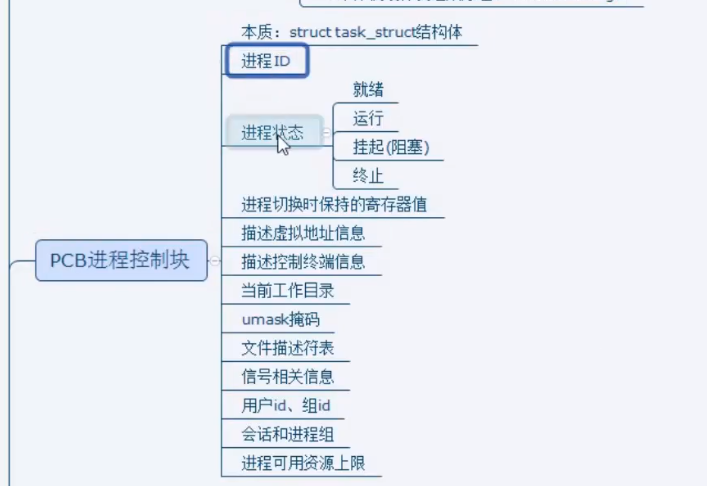 本质：struct task_struct结构体
进程ID
就绪
运行
进程状态
挂起(阻塞)
终止
进程切换时保持的寄存器值
描述虚拟地址信息
PCB进程控制块
描述控制终端信息
当前工作目录
umask掩码
文件描述符表
信号相关信息
用户id、组id
会话和进程组
进程可用资源上限